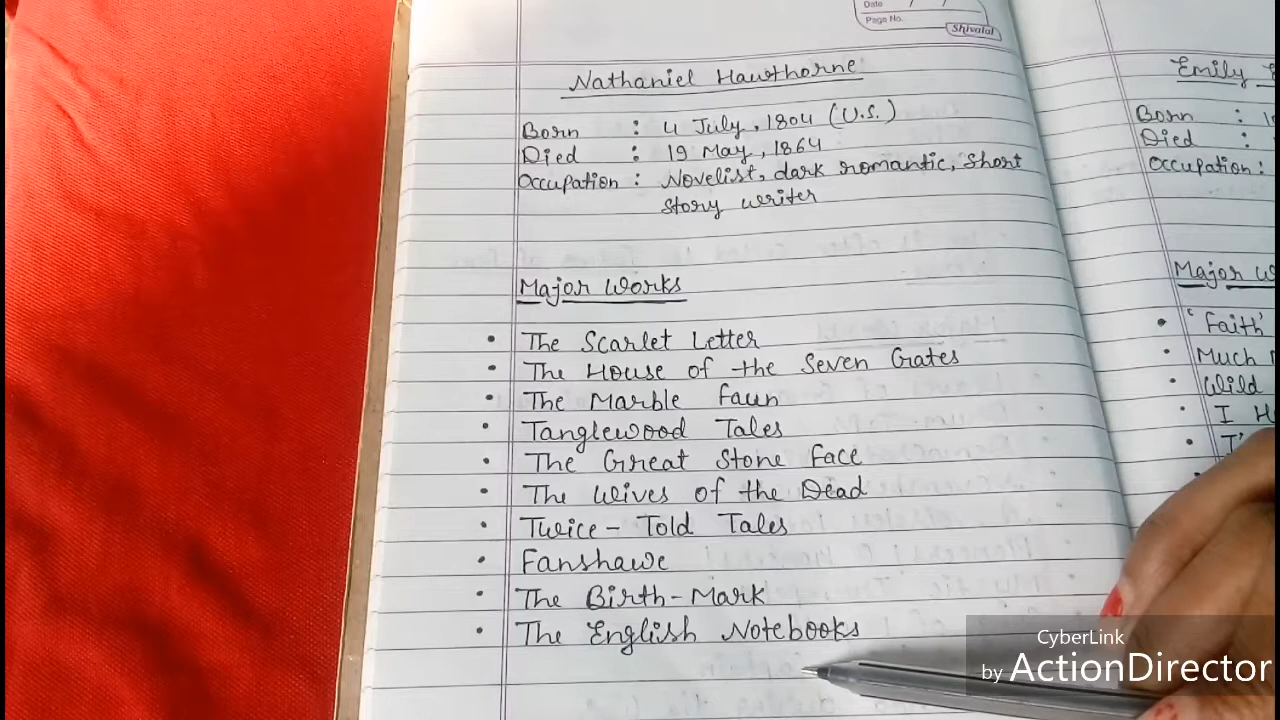 Date / /
Page No.
Shivalal
Nathaniel Hawthorne
Born : 4 July, 1804 (U.S.)
Died : 19 May, 1864
Occupation : Novelist, dark romantic, Short
Story writer
Major Works
• The Scarlet Letter
• The House of the Seven Grates
• The Marble Faun
• Tanglewood Tales
• The Great Stone Face
• The Wives of the Dead
• Twice-Told Tales
• Fanshawe
• The Birth-Mark
• The English Notebooks
Emily
Born :
Died :
Occupation :
Major
• 'Faith'
• Much
• Wild
• I
CyberLink
by ActionDirector